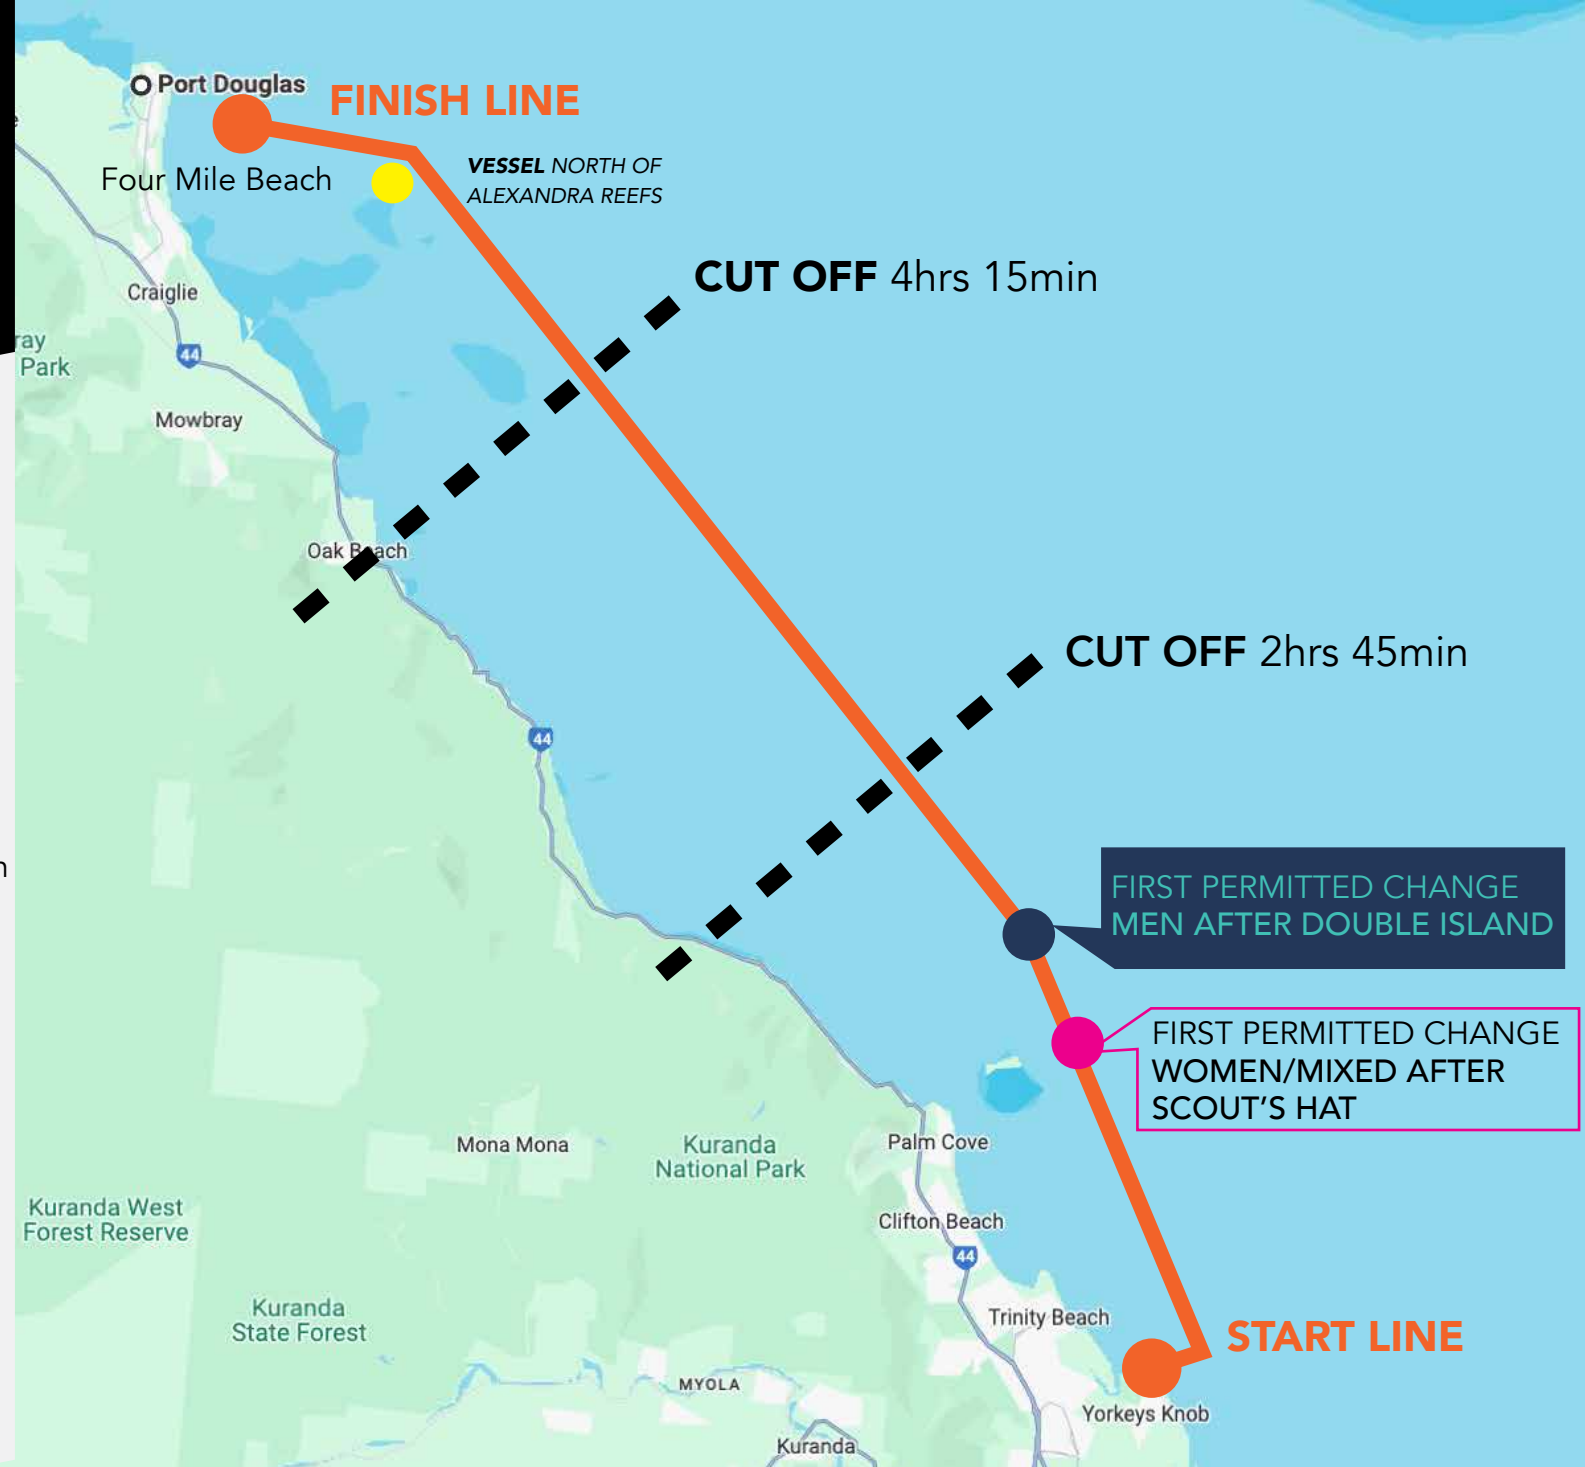 Port Douglas
FINISH LINE
Four Mile Beach
VESSEL NORTH OF
ALEXANDRA REEFS
CUT OFF 4hrs 15min
Craiglie
ray
Park
44
Mowbray
Oak Beach
CUT OFF 2hrs 45min
44
FIRST PERMITTED CHANGE
MEN AFTER DOUBLE ISLAND
FIRST PERMITTED CHANGE
WOMEN/MIXED AFTER
SCOUT'S HAT
Mona Mona
Kuranda
National Park
Palm Cove
Kuranda West
Forest Reserve
Clifton Beach
44
Kuranda
State Forest
Trinity Beach
START LINE
MYOLA
Yorkeys Knob
Kuranda